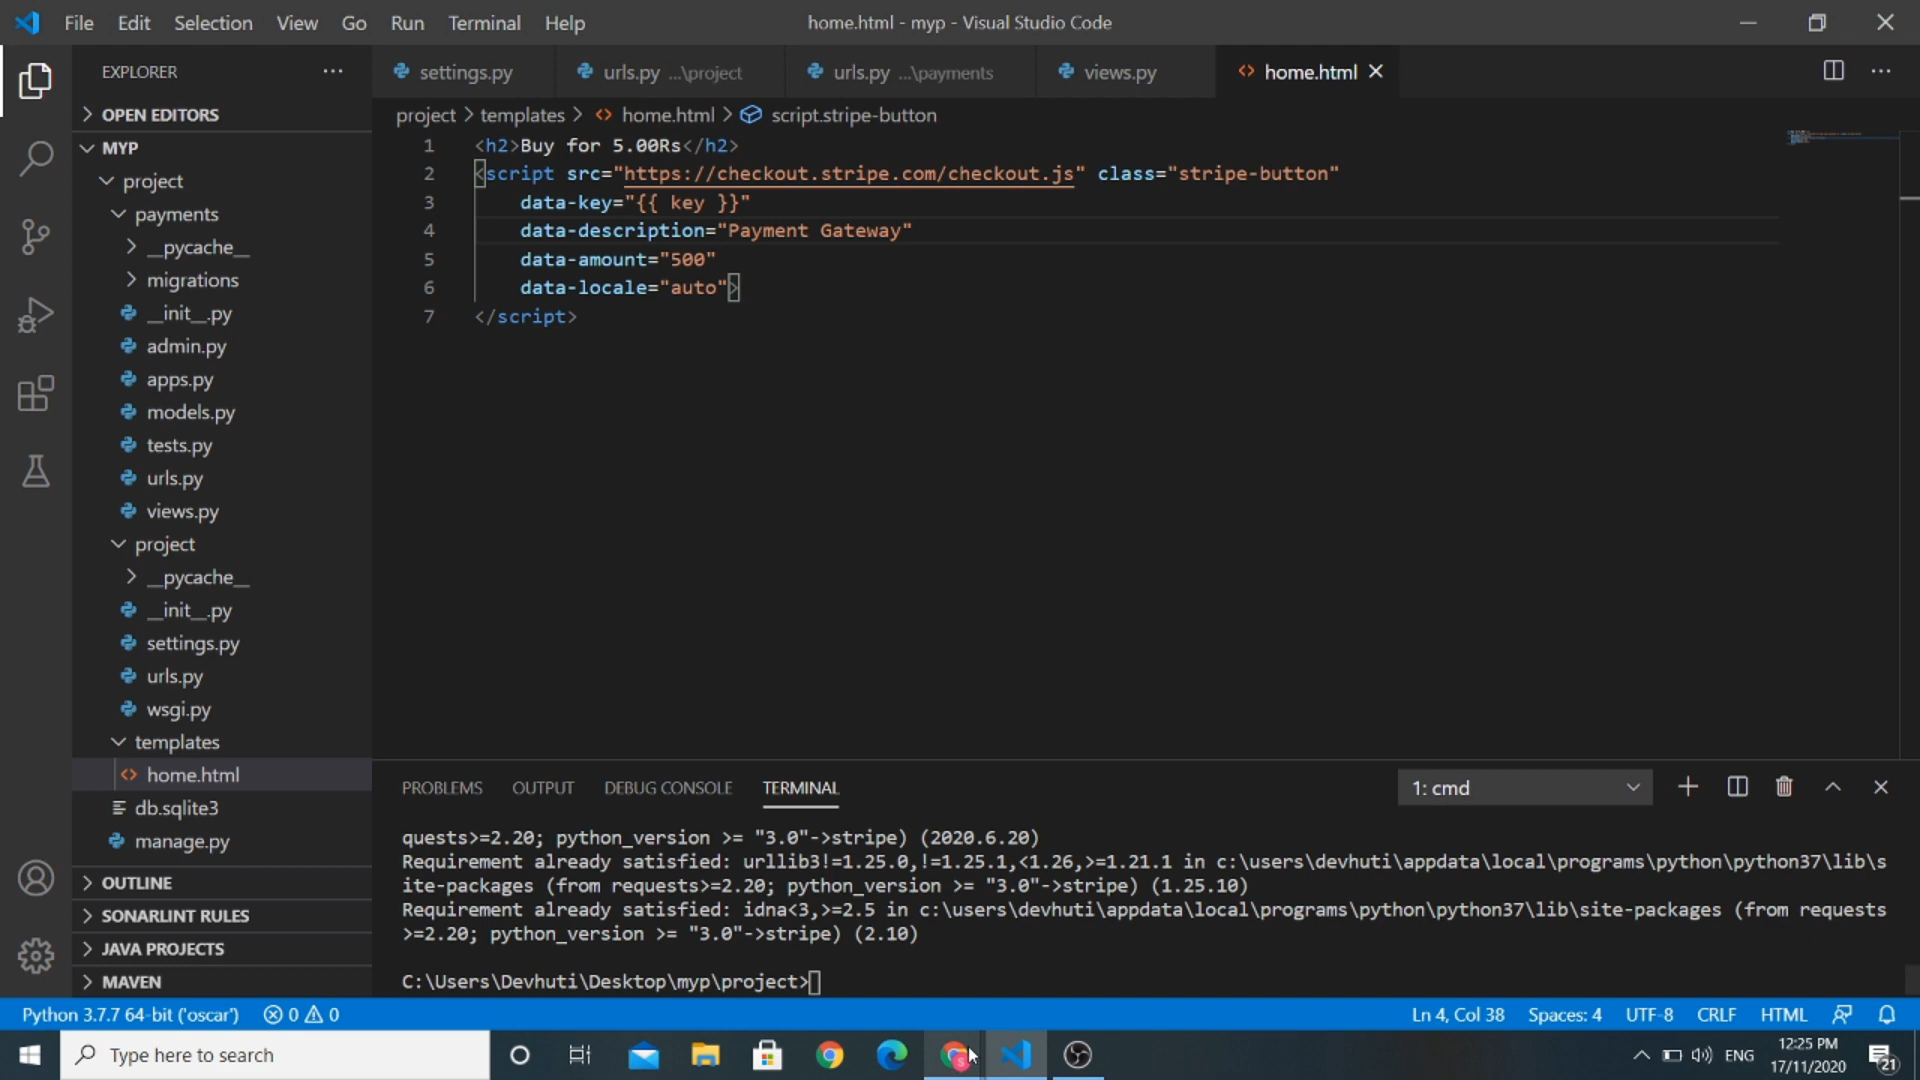 File Edit Selection View Go Run Terminal Help home.html - myp - Visual Studio Code
EXPLORER
settings.py urls.py ...\project urls.py ...\payments views.py home.html
OPEN EDITORS
project > templates > home.html > script.stripe-button
MYP
project
payments
__pycache__
migrations
__init__.py
admin.py
apps.py
models.py
tests.py
urls.py
views.py
project
__pycache__
__init__.py
settings.py
urls.py
wsgi.py
templates
home.html
db.sqlite3
manage.py
OUTLINE
SONARLINT RULES
JAVA PROJECTS
MAVEN
1 <h2>Buy for 5.00Rs</h2>
2 <script src="https://checkout.stripe.com/checkout.js" class="stripe-button"
3 data-key="{{ key }}"
4 data-description="Payment Gateway"
5 data-amount="500"
6 data-locale="auto">
7 </script>
PROBLEMS OUTPUT DEBUG CONSOLE TERMINAL 1: cmd
quests>=2.20; python_version >= "3.0"->stripe) (2020.6.20)
Requirement already satisfied: urllib3!=1.25.0,!=1.25.1,<1.26,>=1.21.1 in c:\users\devhuti\appdata\local\programs\python\python37\lib\s
ite-packages (from requests>=2.20; python_version >= "3.0"->stripe) (1.25.10)
Requirement already satisfied: idna<3,>=2.5 in c:\users\devhuti\appdata\local\programs\python\python37\lib\site-packages (from requests
>=2.20; python_version >= "3.0"->stripe) (2.10)
C:\Users\Devhuti\Desktop\myp\project>
Python 3.7.7 64-bit ('oscar') 0 0 Ln 4, Col 38 Spaces: 4 UTF-8 CRLF HTML
Type here to search
ENG
12:25 PM
17/11/2020
21